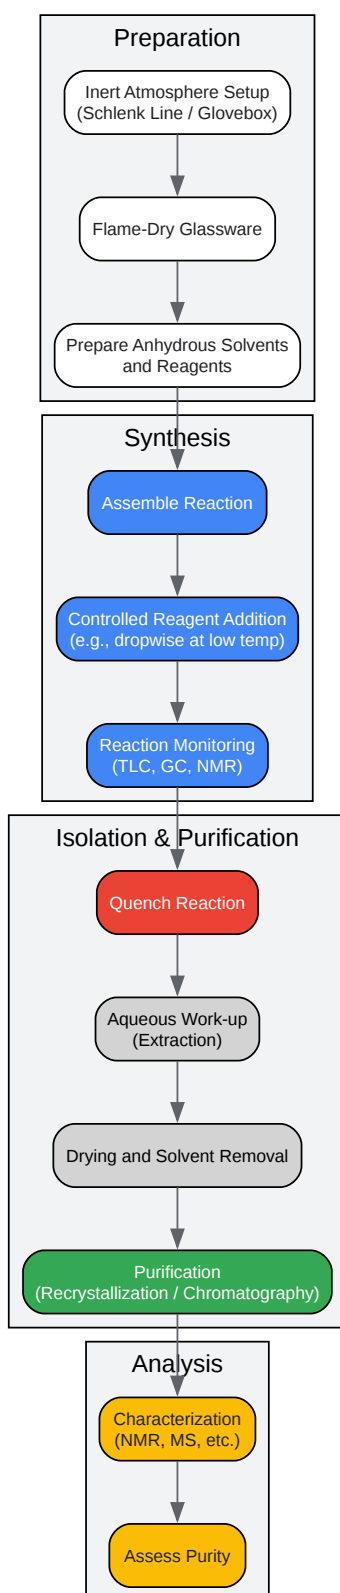 Preparation
Inert Atmosphere Setup
(Schlenk Line / Glovebox)
Flame-Dry Glassware
Prepare Anhydrous Solvents
and Reagents
Synthesis
Assemble Reaction
Controlled Reagent Addition
(e.g., dropwise at low temp)
Reaction Monitoring
(TLC, GC, NMR)
Isolation & Purification
Quench Reaction
Aqueous Work-up
(Extraction)
Drying and Solvent Removal
Purification
(Recrystallization / Chromatography)
Analysis
Characterization
(NMR, MS, etc.)
Assess Purity